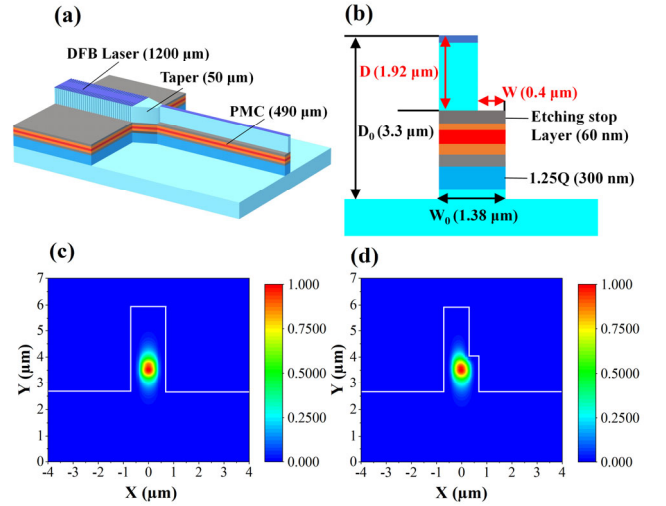 (a)
DFB Laser (1200 µm)
Taper (50 µm)
PMC (490 µm)
(b)
D (1.92 µm)
W (0.4 µm)
D₀ (3.3 µm)
Etching stop
Layer (60 nm)
1.25Q (300 nm)
W₀ (1.38 µm)
(c)
7
6
5
4
3
2
1
0
Y (µm)
-4 -3 -2 -1 0 1 2 3 4
X (µm)
1.000
0.7500
0.5000
0.2500
0.000
(d)
7
6
5
4
3
2
1
0
Y (µm)
-4 -3 -2 -1 0 1 2 3 4
X (µm)
1.000
0.7500
0.5000
0.2500
0.000